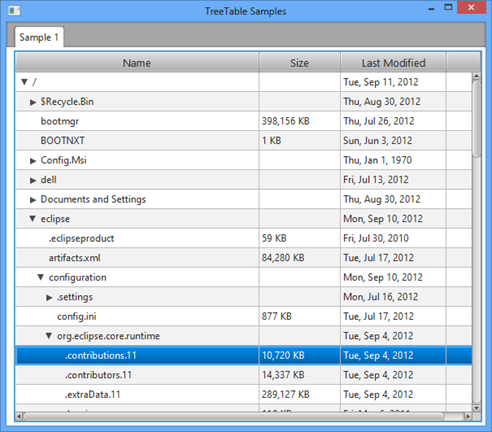 TreeTable Samples
Sample 1
Name Size Last Modified
/ Tue, Sep 11, 2012
$Recycle.Bin Thu, Aug 30, 2012
bootmgr 398,156 KB Thu, Jul 26, 2012
BOOTNXT 1 KB Sun, Jun 3, 2012
Config.Msi Thu, Jan 1, 1970
dell Fri, Jul 13, 2012
Documents and Settings Thu, Aug 30, 2012
eclipse Mon, Sep 10, 2012
.eclipseproduct 59 KB Fri, Jul 30, 2010
artifacts.xml 84,280 KB Tue, Jul 17, 2012
configuration Mon, Sep 10, 2012
.settings Mon, Jul 16, 2012
config.ini 877 KB Tue, Jul 17, 2012
org.eclipse.core.runtime Tue, Sep 4, 2012
.contributions.11 10,720 KB Tue, Sep 4, 2012
.contributors.11 14,337 KB Tue, Sep 4, 2012
.extraData.11 289,127 KB Tue, Sep 4, 2012